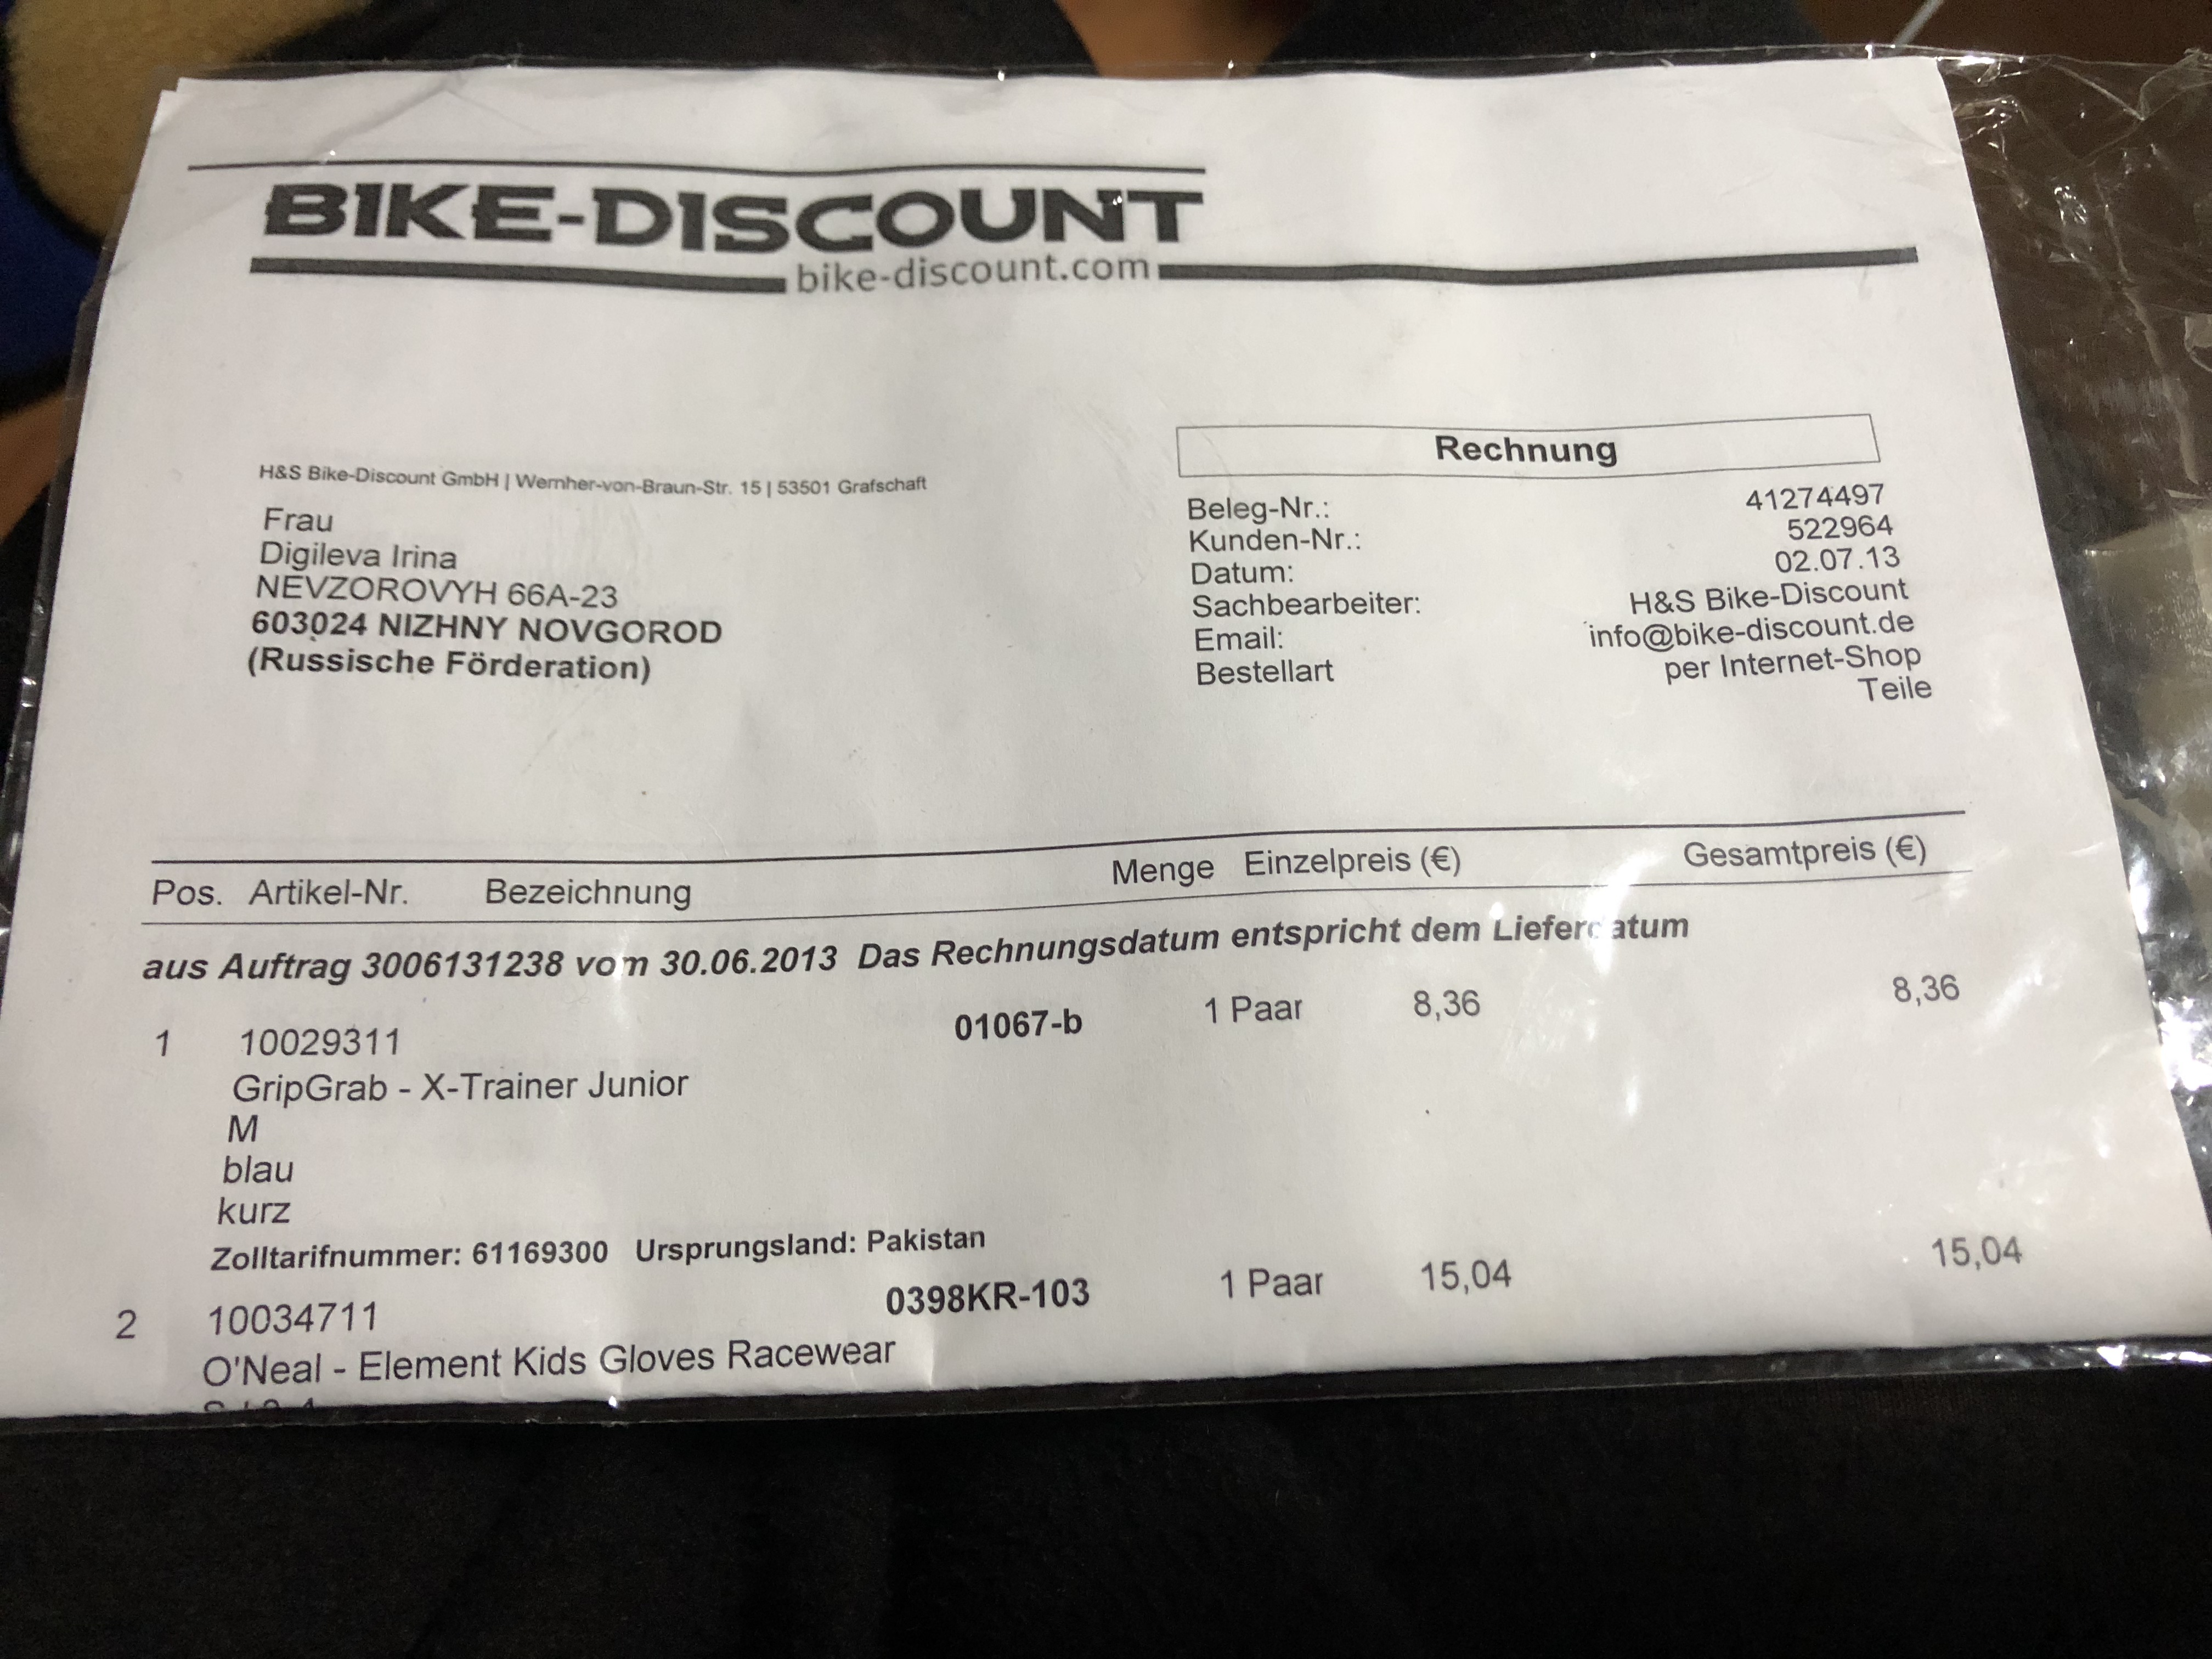 BIKE-DISCOUNT
bike-discount.com
Rechnung
H&S Bike-Discount GmbH | Wernher-von-Braun-Str. 15 | 53501 Grafschaft
Frau
Digileva Irina
NEVZOROVYH 66A-23
603024 NIZHNY NOVGOROD
(Russische Förderation)
Beleg-Nr.: 41274497
Kunden-Nr.: 522964
Datum: 02.07.13
Sachbearbeiter: H&S Bike-Discount
Email: info@bike-discount.de
Bestellart per Internet-Shop
Teile
Pos. Artikel-Nr. Bezeichnung Menge Einzelpreis (€) Gesamtpreis (€)
aus Auftrag 3006131238 vom 30.06.2013 Das Rechnungsdatum entspricht dem Lieferdatum
1 10029311 01067-b 1 Paar 8,36 8,36
GripGrab - X-Trainer Junior
M
blau
kurz
Zolltarifnummer: 61169300 Ursprungsland: Pakistan
2 10034711 0398KR-103 1 Paar 15,04 15,04
O'Neal - Element Kids Gloves Racewear